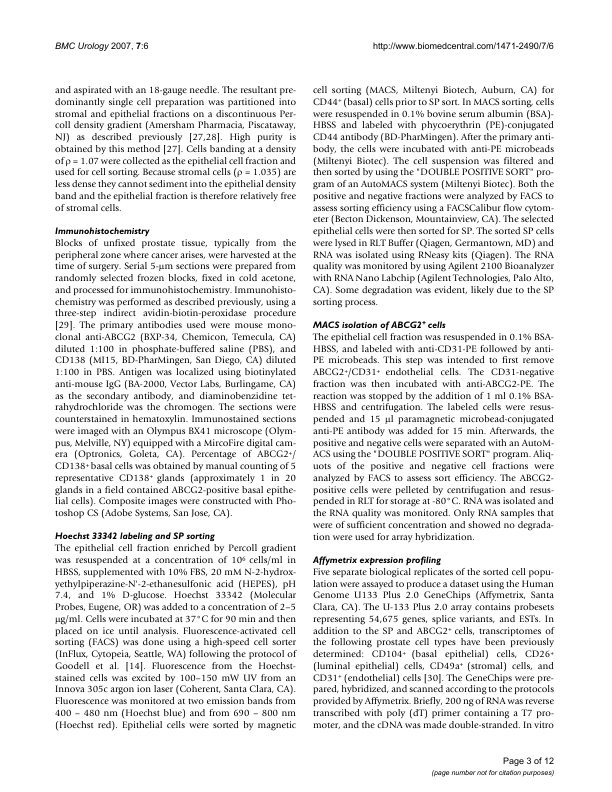 BMC Urology 2007, 7:6
http://www.biomedcentral.com/1471-2490/7/6
and aspirated with an 18-gauge needle. The resultant pre-
dominantly single cell preparation was partitioned into
stromal and epithelial fractions on a discontinuous Per-
coll density gradient (Amersham Pharmacia, Piscataway,
NJ) as described previously [27,28]. High purity is
obtained by this method [27]. Cells banding at a density
of ρ = 1.07 were collected as the epithelial cell fraction and
used for cell sorting. Because stromal cells (ρ = 1.035) are
less dense they cannot sediment into the epithelial density
band and the epithelial fraction is therefore relatively free
of stromal cells.
Immunohistochemistry
Blocks of unfixed prostate tissue, typically from the
peripheral zone where cancer arises, were harvested at the
time of surgery. Serial 5-μm sections were prepared from
randomly selected frozen blocks, fixed in cold acetone,
and processed for immunohistochemistry. Immunohisto-
chemistry was performed as described previously, using a
three-step indirect avidin-biotin-peroxidase procedure
[29]. The primary antibodies used were mouse mono-
clonal anti-ABCG2 (BXP-34, Chemicon, Temecula, CA)
diluted 1:100 in phosphate-buffered saline (PBS), and
CD138 (MI15, BD-PharMingen, San Diego, CA) diluted
1:100 in PBS. Antigen was localized using biotinylated
anti-mouse IgG (BA-2000, Vector Labs, Burlingame, CA)
as the secondary antibody, and diaminobenzidine tet-
rahydrochloride was the chromogen. The sections were
counterstained in hematoxylin. Immunostained sections
were imaged with an Olympus BX41 microscope (Olym-
pus, Melville, NY) equipped with a MircoFire digital cam-
era (Optronics, Goleta, CA). Percentage of ABCG2⁺/
CD138⁺ basal cells was obtained by manual counting of 5
representative CD138⁺ glands (approximately 1 in 20
glands in a field contained ABCG2-positive basal epithe-
lial cells). Composite images were constructed with Pho-
toshop CS (Adobe Systems, San Jose, CA).
Hoechst 33342 labeling and SP sorting
The epithelial cell fraction enriched by Percoll gradient
was resuspended at a concentration of 10⁶ cells/ml in
HBSS, supplemented with 10% FBS, 20 mM N-2-hydrox-
yethylpiperazine-N'-2-ethanesulfonic acid (HEPES), pH
7.4, and 1% D-glucose. Hoechst 33342 (Molecular
Probes, Eugene, OR) was added to a concentration of 2–5
μg/ml. Cells were incubated at 37°C for 90 min and then
placed on ice until analysis. Fluorescence-activated cell
sorting (FACS) was done using a high-speed cell sorter
(InFlux, Cytopeia, Seattle, WA) following the protocol of
Goodell et al. [14]. Fluorescence from the Hoechst-
stained cells was excited by 100–150 mW UV from an
Innova 305c argon ion laser (Coherent, Santa Clara, CA).
Fluorescence was monitored at two emission bands from
400 – 480 nm (Hoechst blue) and from 690 – 800 nm
(Hoechst red). Epithelial cells were sorted by magnetic
cell sorting (MACS, Miltenyi Biotech, Auburn, CA) for
CD44⁺ (basal) cells prior to SP sort. In MACS sorting, cells
were resuspended in 0.1% bovine serum albumin (BSA)-
HBSS and labeled with phycoerythrin (PE)-conjugated
CD44 antibody (BD-PharMingen). After the primary anti-
body, the cells were incubated with anti-PE microbeads
(Miltenyi Biotec). The cell suspension was filtered and
then sorted by using the "DOUBLE POSITIVE SORT" pro-
gram of an AutoMACS system (Miltenyi Biotec). Both the
positive and negative fractions were analyzed by FACS to
assess sorting efficiency using a FACSCalibur flow cytom-
eter (Becton Dickenson, Mountainview, CA). The selected
epithelial cells were then sorted for SP. The sorted SP cells
were lysed in RLT Buffer (Qiagen, Germantown, MD) and
RNA was isolated using RNeasy kits (Qiagen). The RNA
quality was monitored by using Agilent 2100 Bioanalyzer
with RNA Nano Labchip (Agilent Technologies, Palo Alto,
CA). Some degradation was evident, likely due to the SP
sorting process.
MACS isolation of ABCG2⁺ cells
The epithelial cell fraction was resuspended in 0.1% BSA-
HBSS, and labeled with anti-CD31-PE followed by anti-
PE microbeads. This step was intended to first remove
ABCG2⁺/CD31⁺ endothelial cells. The CD31-negative
fraction was then incubated with anti-ABCG2-PE. The
reaction was stopped by the addition of 1 ml 0.1% BSA-
HBSS and centrifugation. The labeled cells were resus-
pended and 15 μl paramagnetic microbead-conjugated
anti-PE antibody was added for 15 min. Afterwards, the
positive and negative cells were separated with an AutoM-
ACS using the "DOUBLE POSITIVE" program. Aliq-
uots of the positive and negative cell fractions were
analyzed by FACS to assess sort efficiency. The ABCG2-
positive cells were pelleted by centrifugation and resus-
pended in RLT for storage at -80°C. RNA was isolated and
the RNA quality was monitored. Only RNA samples that
were of sufficient concentration and showed no degrada-
tion were used for array hybridization.
Affymetrix expression profiling
Five separate biological replicates of the sorted cell popu-
lation were assayed to produce a dataset using the Human
Genome U133 Plus 2.0 GeneChips (Affymetrix, Santa
Clara, CA). The U-133 Plus 2.0 array contains probesets
representing 54,675 genes, splice variants, and ESTs. In
addition to the SP and ABCG2⁺ cells, transcriptomes of
the following prostate cell types have been previously
determined: CD104⁺ (basal epithelial) cells, CD26⁺
(luminal epithelial) cells, CD49a⁺ (stromal) cells, and
CD31⁺ (endothelial) cells [30]. The GeneChips were pre-
pared, hybridized, and scanned according to the protocols
provided by Affymetrix. Briefly, 200 ng of RNA was reverse
transcribed with poly (dT) primer containing a T7 pro-
moter, and the cDNA was made double-stranded. In vitro
Page 3 of 12
(page number not for citation purposes)